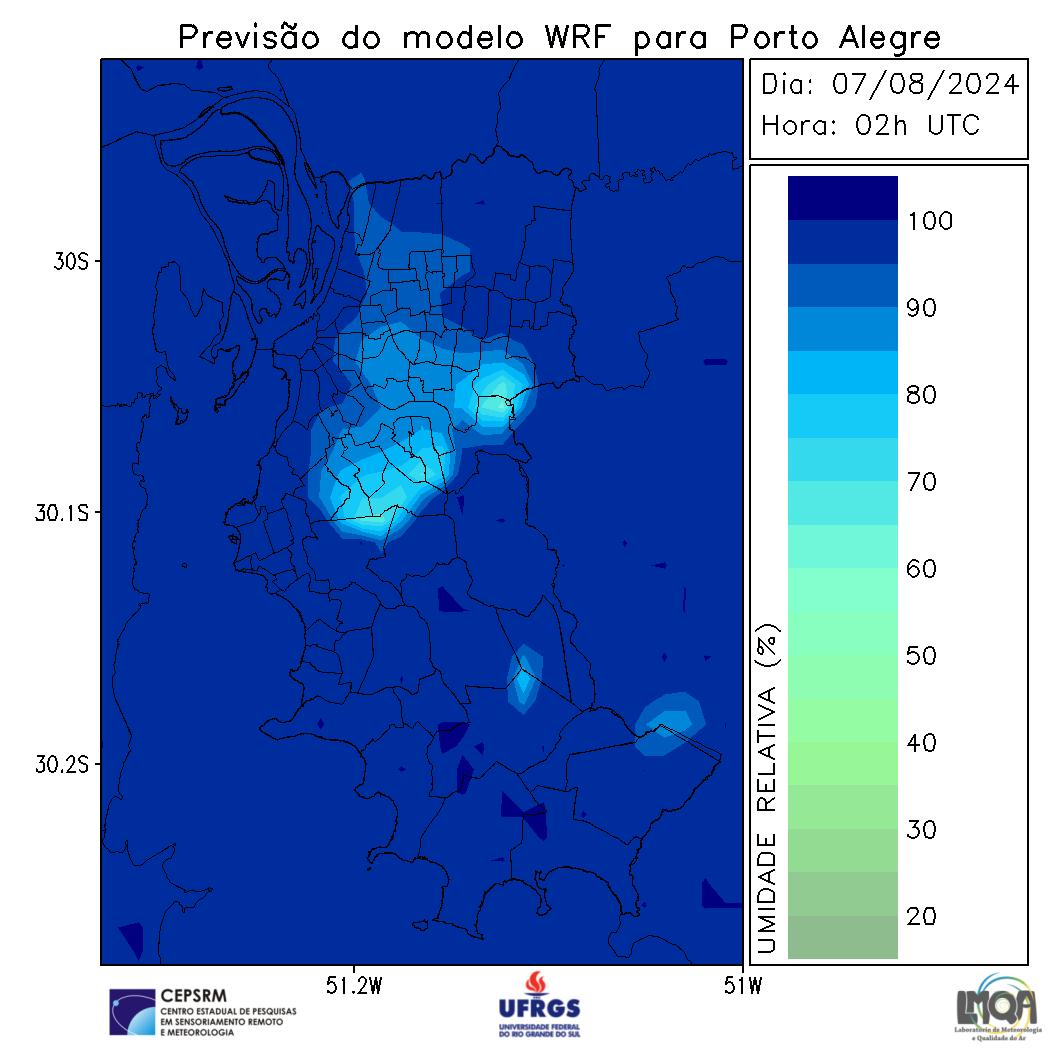 Previsão do modelo WRF para Porto Alegre
Dia: 07/08/2024
Hora: 02h UTC
100
90
80
70
60
50
40
30
20
UMIDADE RELATIVA (%)
30S
30.1S
30.2S
51.2W
51W
CEPSRM
CENTRO ESTADUAL DE PESQUISAS
EM SENSORIAMENTO REMOTO
E METEOROLOGIA
UFRGS
UNIVERSIDADE FEDERAL
DO RIO GRANDE DO SUL
LMQA
Laboratório de Meteorologia
e Qualidade do Ar